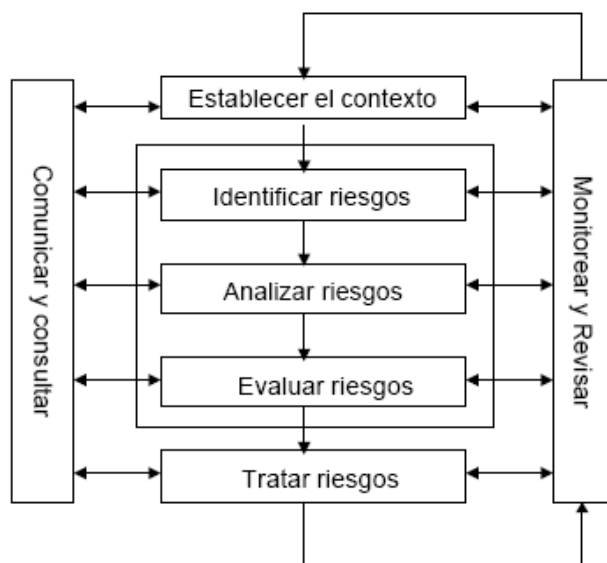 Establecer el contexto
Comunicar y consultar
Identificar riesgos
Analizar riesgos
Evaluar riesgos
Tratar riesgos
Monitorear y Revisar